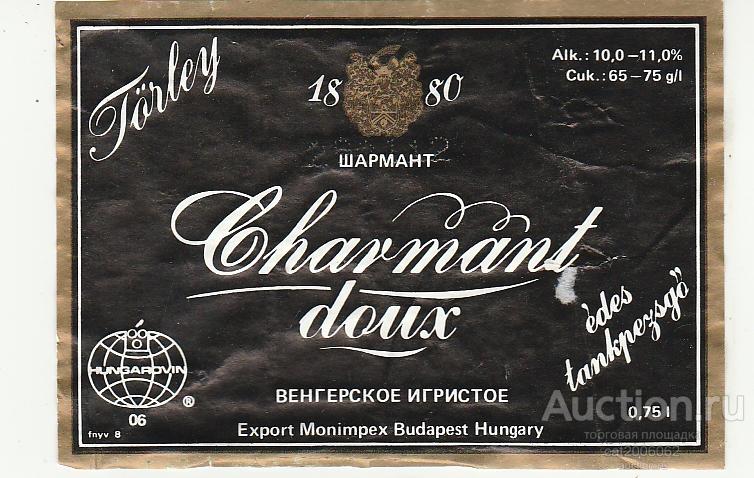 Törley
18 80
Alk.: 10,0 – 11,0%
Cuk.: 65 – 75 g/l
ШАРМАНТ
Charmant
doux
édes
tankpezsgő
HUNGAROVIN
®
06
fnyv 8
ВЕНГЕРСКОЕ ИГРИСТОЕ
Export Monimpex Budapest Hungary
0,75 l
Auction.ru
торговая площадка
cat2006062